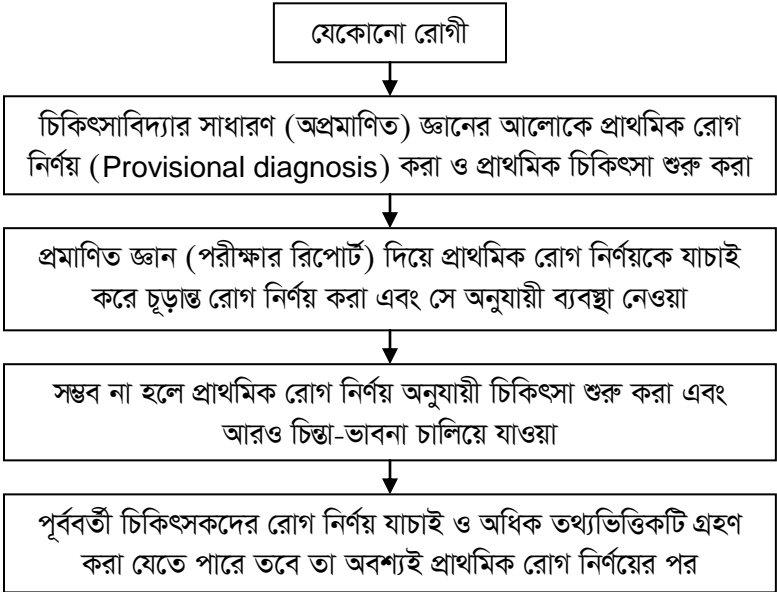 যেকোনো রোগী
চিকিৎসাবিদ্যার সাধারণ (অপ্রমাণিত) জ্ঞানের আলোকে প্রাথমিক রোগ
নির্ণয় (Provisional diagnosis) করা ও প্রাথমিক চিকিৎসা শুরু করা
প্রমাণিত জ্ঞান (পরীক্ষার রিপোর্ট) দিয়ে প্রাথমিক রোগ নির্ণয়কে যাচাই
করে চূড়ান্ত রোগ নির্ণয় করা এবং সে অনুযায়ী ব্যবস্থা নেওয়া
সম্ভব না হলে প্রাথমিক রোগ নির্ণয় অনুযায়ী চিকিৎসা শুরু করা এবং
আরও চিন্তা-ভাবনা চালিয়ে যাওয়া
পূর্ববর্তী চিকিৎসকদের রোগ নির্ণয় যাচাই ও অধিক তথ্যভিত্তিকটি গ্রহণ
করা যেতে পারে তবে তা অবশ্যই প্রাথমিক রোগ নির্ণয়ের পর